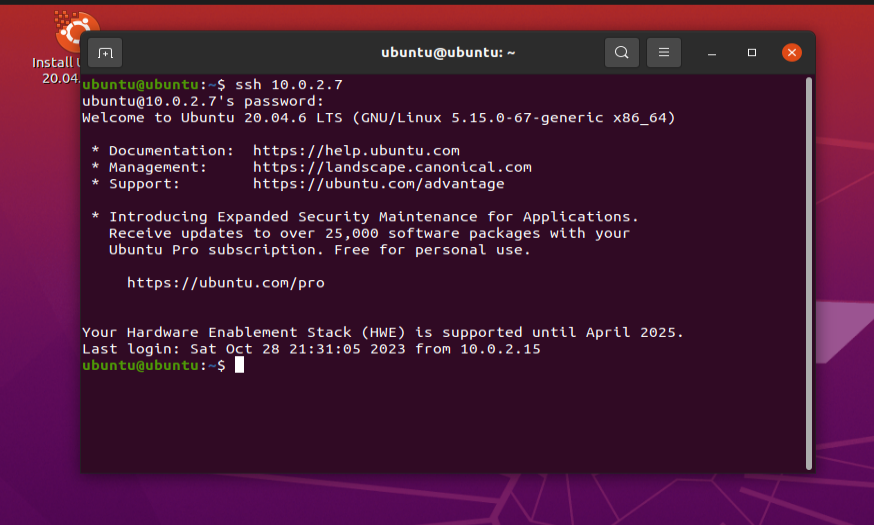 Install U
20.04.
ubuntu@ubuntu: ~
ubuntu@ubuntu:~$ ssh 10.0.2.7
ubuntu@10.0.2.7's password:
Welcome to Ubuntu 20.04.6 LTS (GNU/Linux 5.15.0-67-generic x86_64)
* Documentation:  https://help.ubuntu.com
* Management:     https://landscape.canonical.com
* Support:        https://ubuntu.com/advantage
* Introducing Expanded Security Maintenance for Applications.
Receive updates to over 25,000 software packages with your
Ubuntu Pro subscription. Free for personal use.
https://ubuntu.com/pro
Your Hardware Enablement Stack (HWE) is supported until April 2025.
Last login: Sat Oct 28 21:31:05 2023 from 10.0.2.15
ubuntu@ubuntu:~$